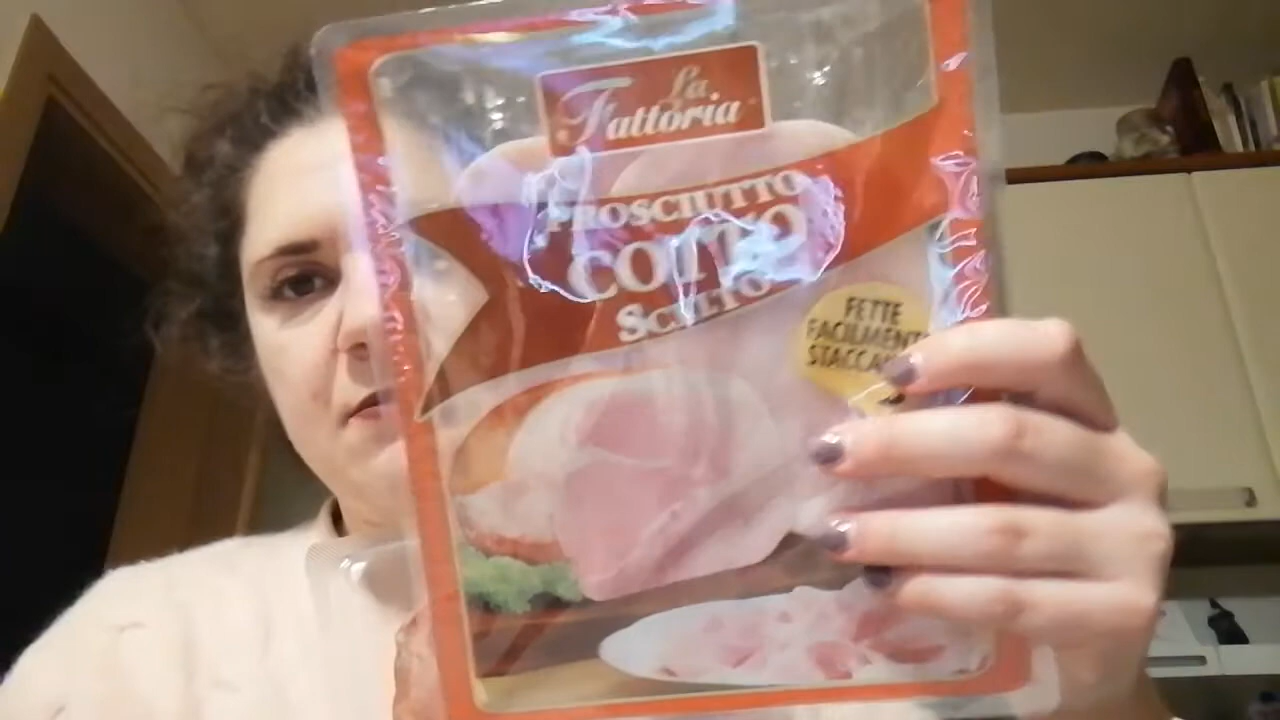 La
Fattoria
PROSCIUTTO
COTTO
SCELTO
FETTE
FACILMENTE